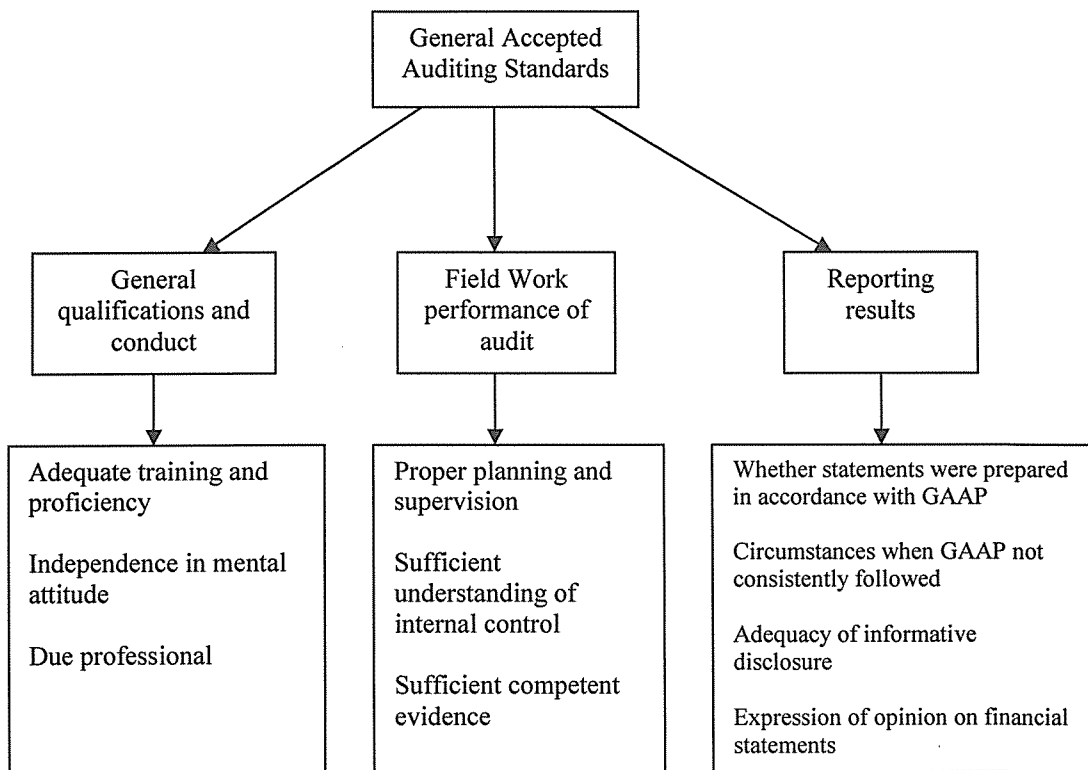 General Accepted
Auditing Standards
General
qualifications and
conduct
Field Work
performance of
audit
Reporting
results
Adequate training and
proficiency
Independence in mental
attitude
Due professional
Proper planning and
supervision
Sufficient
understanding of
internal control
Sufficient competent
evidence
Whether statements were prepared
in accordance with GAAP
Circumstances when GAAP not
consistently followed
Adequacy of informative
disclosure
Expression of opinion on financial
statements